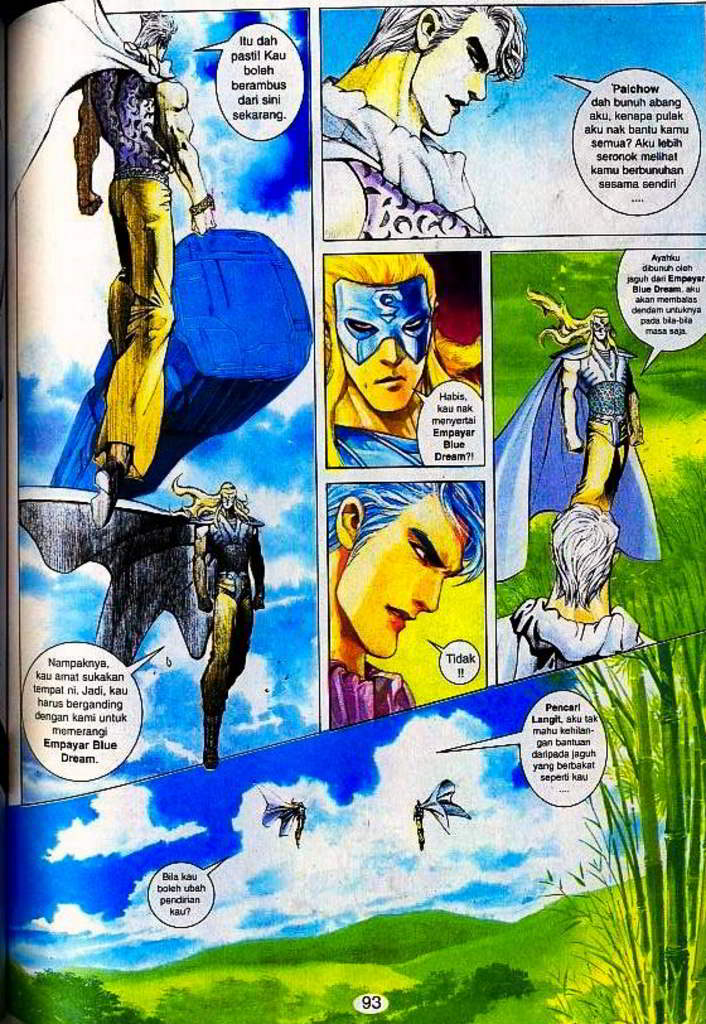 Itu dah
pasti! Kau
boleh
berambus
dari sini
sekarang.
'Palchow
dah bunuh abang
aku, kenapa pulak
aku nak bantu kamu
semua? Aku lebih
seronok melihat
kamu berbunuhan
sesama sendiri
....
Nampaknya,
kau amat sukakan
tempat ni. Jadi, kau
harus berganding
dengan kami untuk
memerangi
Empayar Blue
Dream.
Habis,
kau nak
menyertai
Empayar
Blue
Dream?!
Ayahku
dibunuh oleh
jaguh dari Empayar
Blue Dream. aku
akan membalas
dendam untuknya
pada bila-bila
masa saja.
Tidak
!!
Pencari
Langit, aku tak
mahu kehilan-
gan bantuan
daripada jaguh
yang berbakat
seperti kau
....
Bila kau
boleh ubah
pendirian
kau?
93